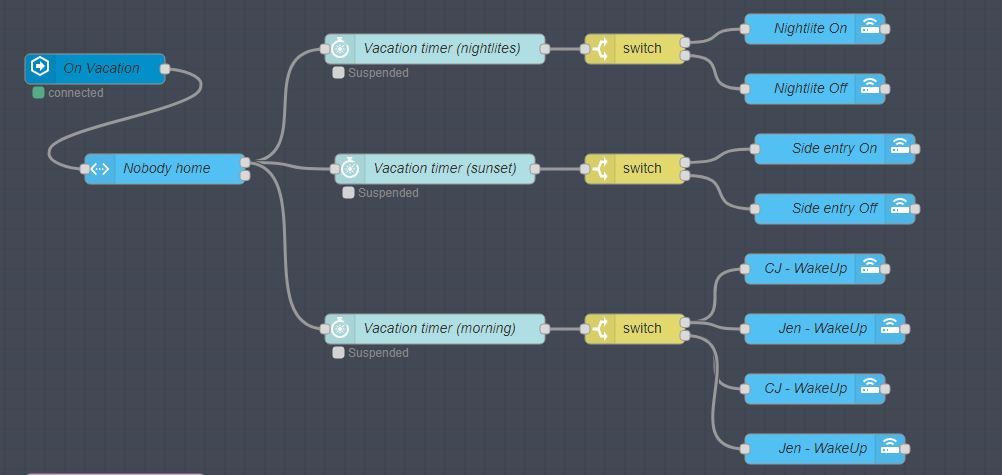 Nightlite On
Vacation timer (nightlites)
switch
On Vacation
Suspended
Nightlite Off
connected
Side entry On
Nobody home
Vacation timer (sunset)
switch
Suspended
Side entry Off
CJ - WakeUp
Vacation timer (morning)
switch
Jen - WakeUp
Suspended
CJ - WakeUp
Jen - WakeUp